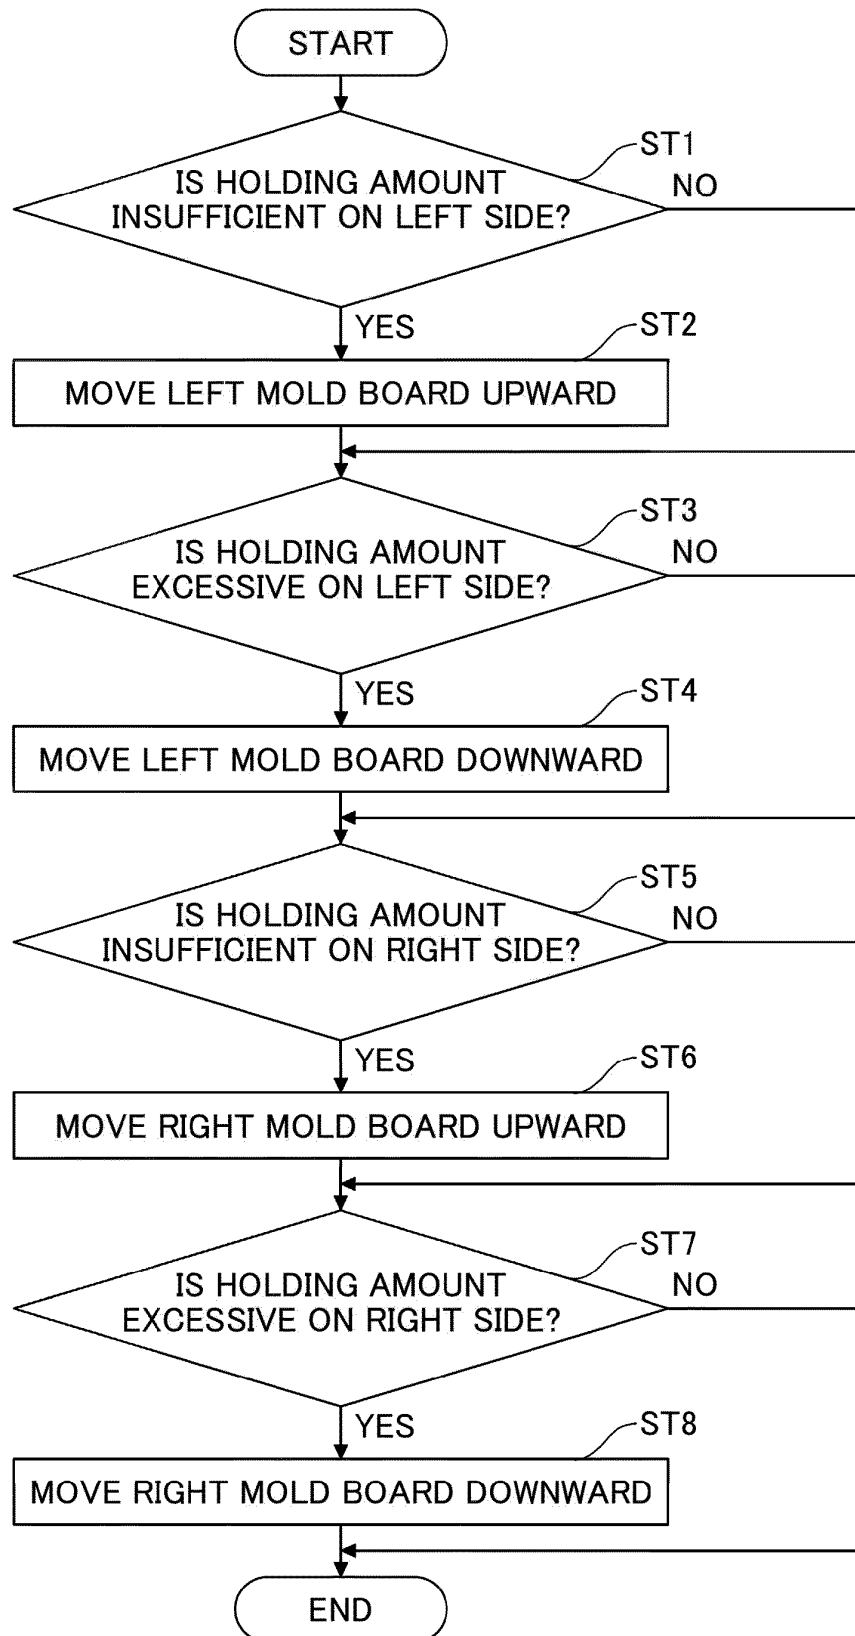 START
ST1
IS HOLDING AMOUNT
INSUFFICIENT ON LEFT SIDE?
NO
YES
ST2
MOVE LEFT MOLD BOARD UPWARD
ST3
IS HOLDING AMOUNT
EXCESSIVE ON LEFT SIDE?
NO
YES
ST4
MOVE LEFT MOLD BOARD DOWNWARD
ST5
IS HOLDING AMOUNT
INSUFFICIENT ON RIGHT SIDE?
NO
YES
ST6
MOVE RIGHT MOLD BOARD UPWARD
ST7
IS HOLDING AMOUNT
EXCESSIVE ON RIGHT SIDE?
NO
YES
ST8
MOVE RIGHT MOLD BOARD DOWNWARD
END